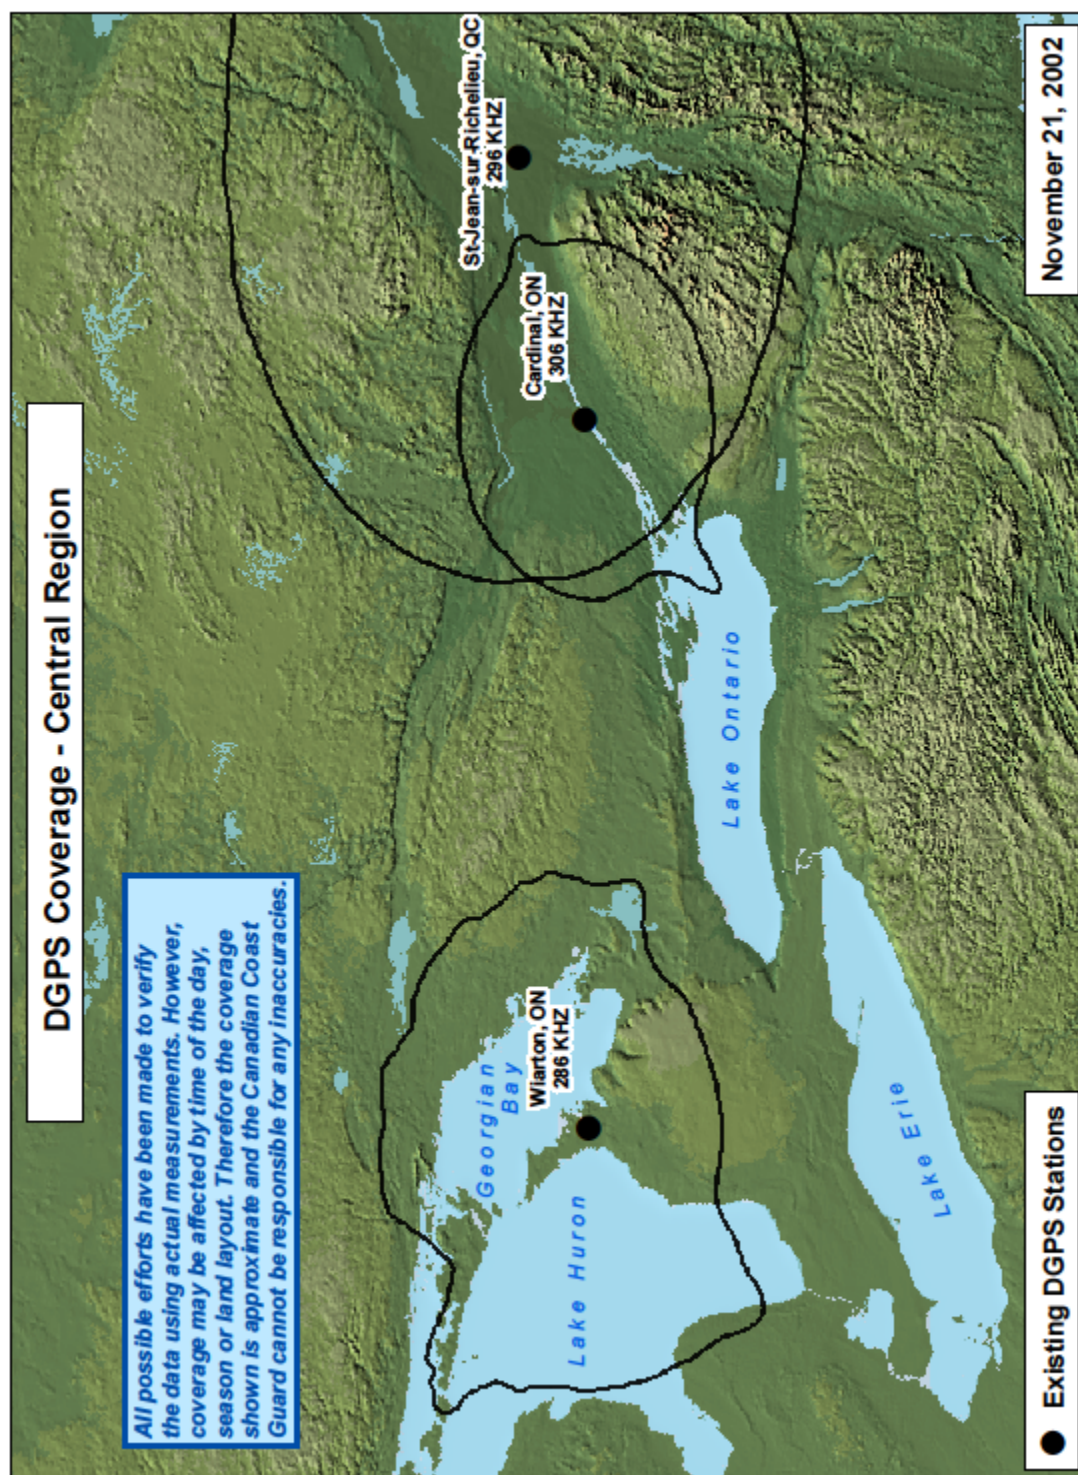 DGPS Coverage - Central Region
All possible efforts have been made to verify
the data using actual measurements. However,
coverage may be affected by time of the day,
season or land layout. Therefore the coverage
shown is approximate and the Canadian Coast
Guard cannot be responsible for any inaccuracies.
St-Jean-sur-Richelieu, QC
296 KHZ
Cardinal, ON
306 KHZ
Georgian
Bay
Wiarton, ON
286 KHZ
Lake Huron
Lake Ontario
Lake Erie
Existing DGPS Stations
November 21, 2002